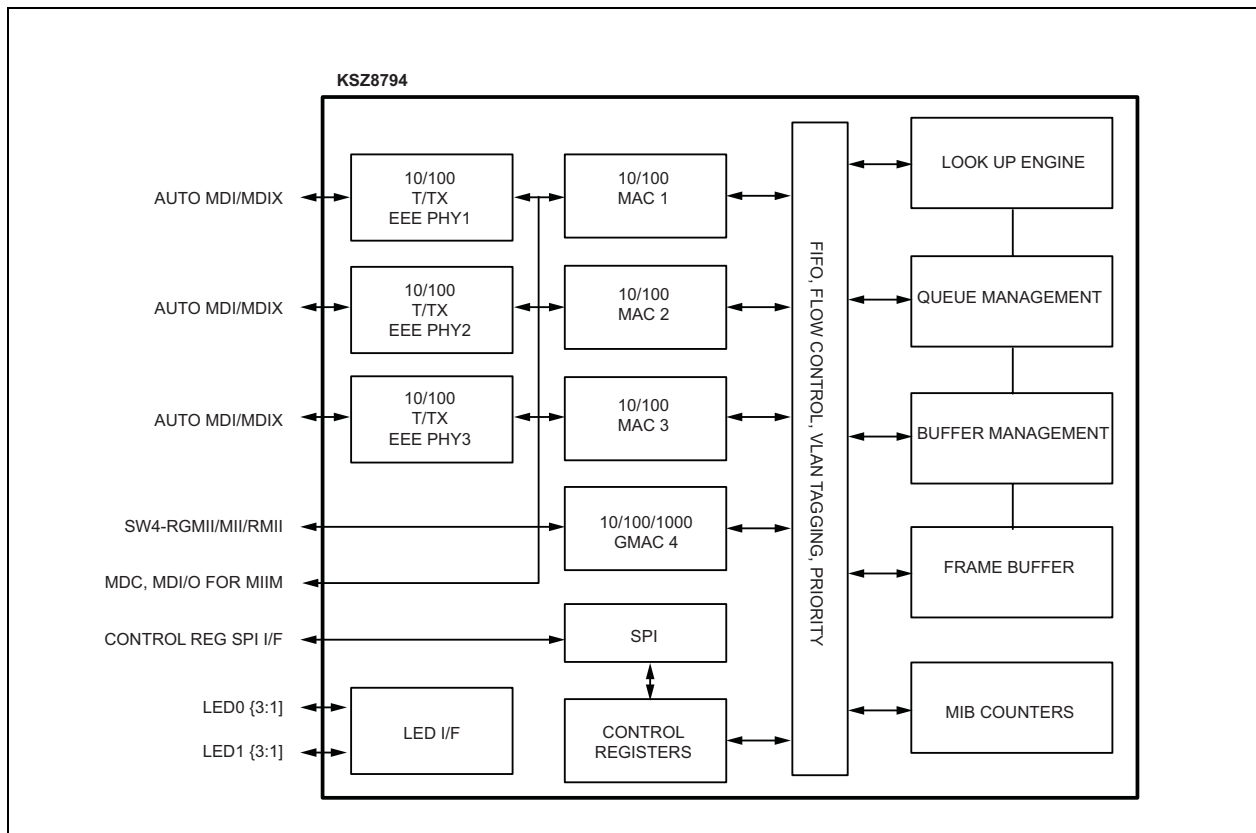 KSZ8794
AUTO MDI/MDIX
10/100
T/TX
EEE PHY1
10/100
MAC 1
LOOK UP ENGINE
AUTO MDI/MDIX
10/100
T/TX
EEE PHY2
10/100
MAC 2
QUEUE MANAGEMENT
AUTO MDI/MDIX
10/100
T/TX
EEE PHY3
10/100
MAC 3
BUFFER MANAGEMENT
FIFO, FLOW CONTROL, VLAN TAGGING, PRIORITY
SW4-RGMII/MII/RMII
10/100/1000
GMAC 4
FRAME BUFFER
MDC, MDI/O FOR MIIM
CONTROL REG SPI I/F
SPI
LED0 {3:1]
LED1 {3:1]
LED I/F
CONTROL
REGISTERS
MIB COUNTERS